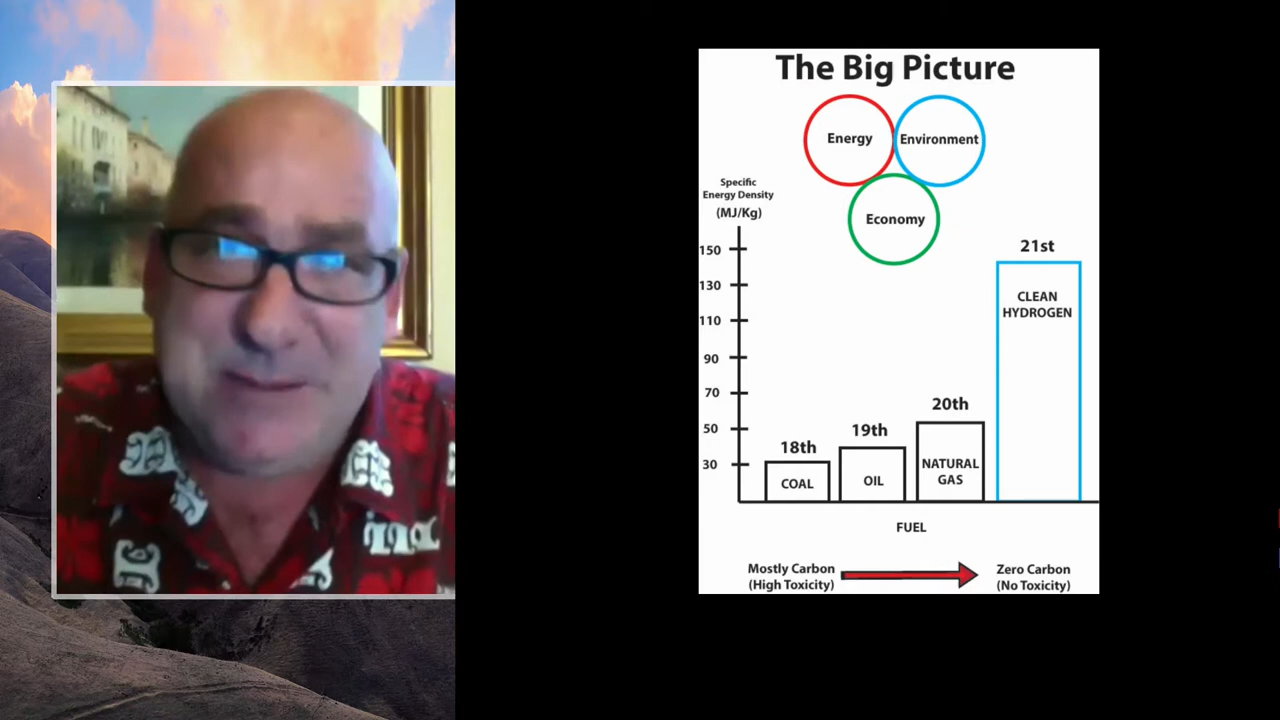 The Big Picture
Energy
Environment
Economy
Specific
Energy Density
(MJ/Kg)
150
130
110
90
70
50
30
18th
COAL
19th
OIL
20th
NATURAL
GAS
21st
CLEAN
HYDROGEN
FUEL
Mostly Carbon
(High Toxicity)
Zero Carbon
(No Toxicity)